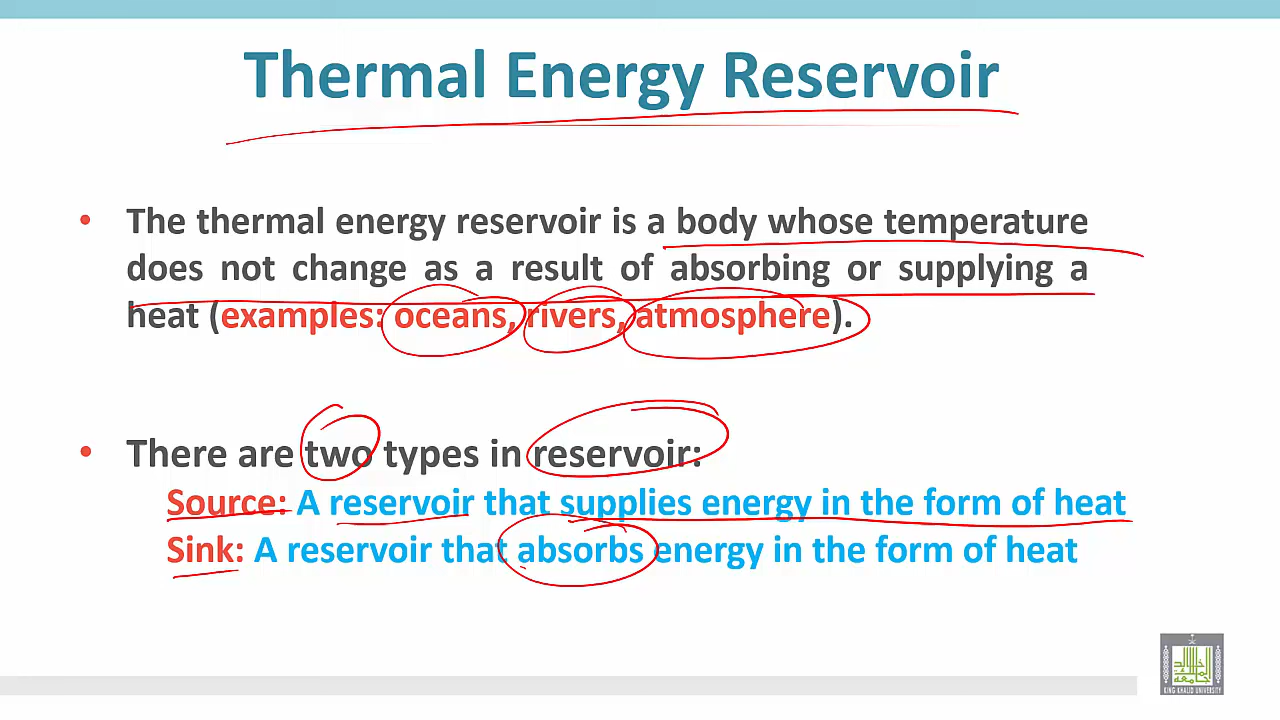 Thermal Energy Reservoir
• The thermal energy reservoir is a body whose temperature
does not change as a result of absorbing or supplying a
heat (examples: oceans, rivers, atmosphere).
• There are two types in reservoir:
Source: A reservoir that supplies energy in the form of heat
Sink: A reservoir that absorbs energy in the form of heat
KING KHALID UNIVERSITY